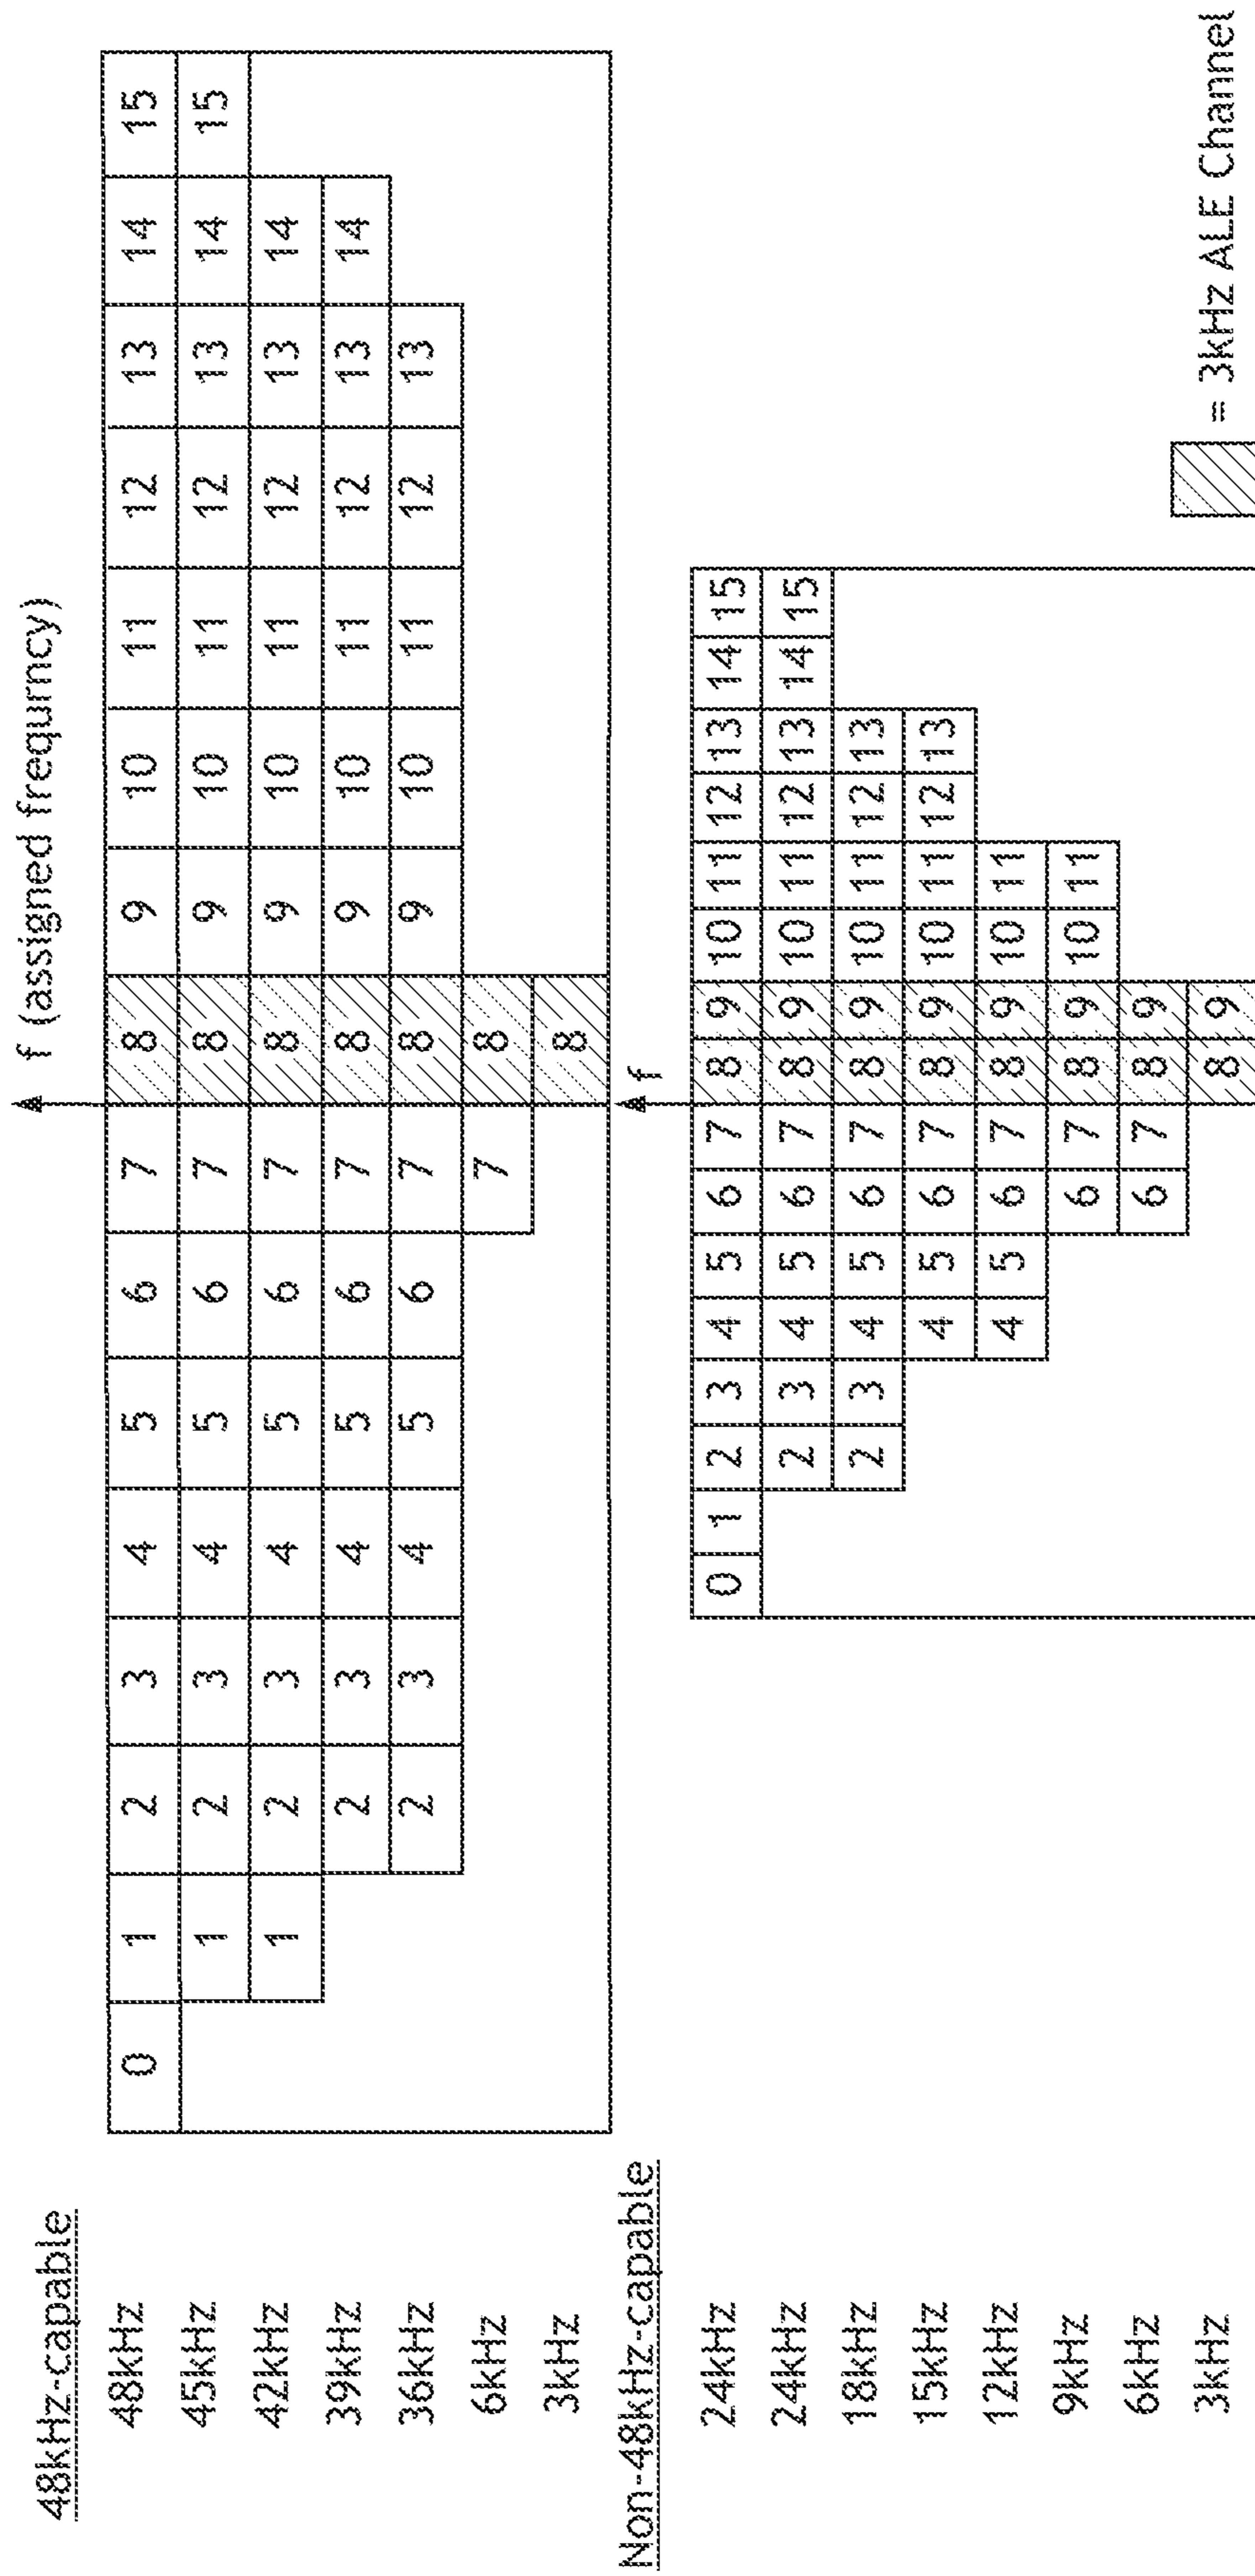 f (assigned frequrncy)
48kHz-capable
48kHz 0 1 2 3 4 5 6 7 8 9 10 11 12 13 14 15
45kHz 1 2 3 4 5 6 7 8 9 10 11 12 13 14 15
42kHz 1 2 3 4 5 6 7 8 9 10 11 12 13 14
39kHz 2 3 4 5 6 7 8 9 10 11 12 13 14
36kHz 2 3 4 5 6 7 8 9 10 11 12 13
6kHz 7 8
3kHz 8
f
Non-48kHz-capable
24kHz 0 1 2 3 4 5 6 7 8 9 10 11 12 13 14 15
24kHz 2 3 4 5 6 7 8 9 10 11 12 13 14 15
18kHz 2 3 4 5 6 7 8 9 10 11 12 13
15kHz 4 5 6 7 8 9 10 11 12 13
12kHz 4 5 6 7 8 9 10 11
9kHz 6 7 8 9 10 11
6kHz 6 7 8 9
3kHz 8 9
= 3kHz ALE Channel